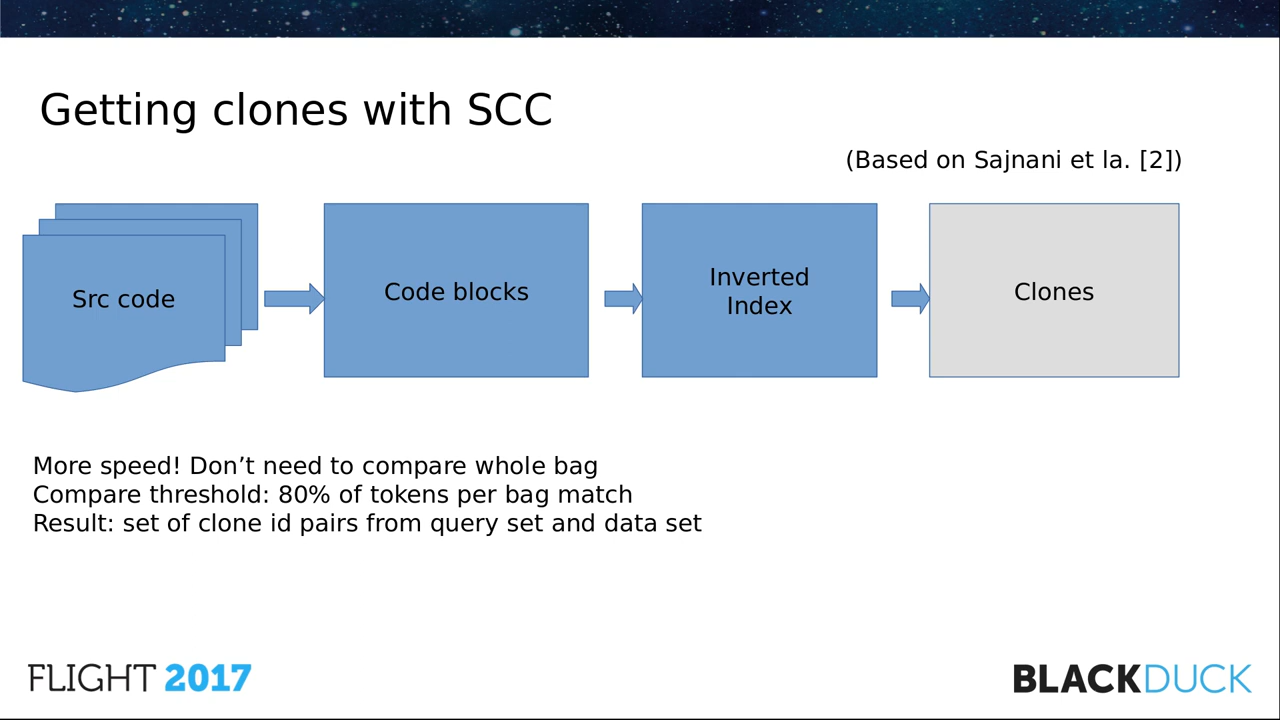 Getting clones with SCC
(Based on Sajnani et la. [2])
Src code
Code blocks
Inverted
Index
Clones
More speed! Don’t need to compare whole bag
Compare threshold: 80% of tokens per bag match
Result: set of clone id pairs from query set and data set
FLIGHT 2017
BLACKDUCK